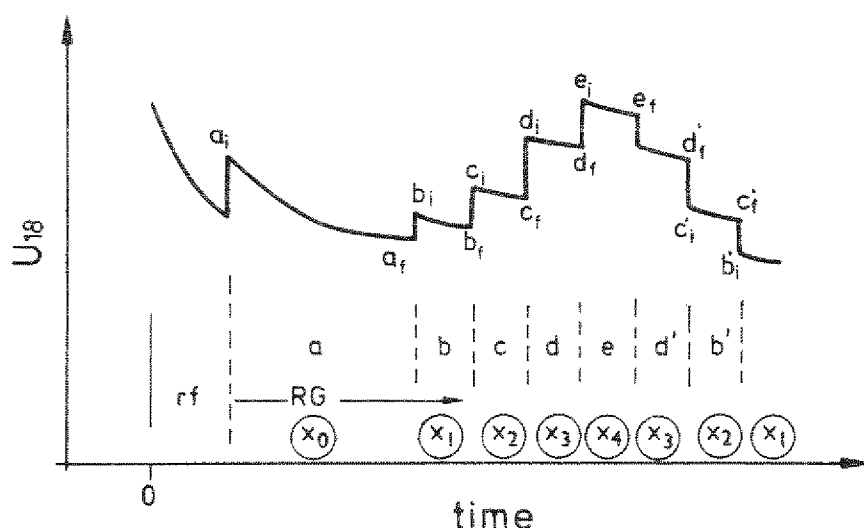 U18
ai
af
bi
bf
ci
cf
di
df
ei
ef
d'f
c'i
c'f
b'i
a b c d e d' b'
rf RG
x0 x1 x2 x3 x4 x3 x2 x1
0
time